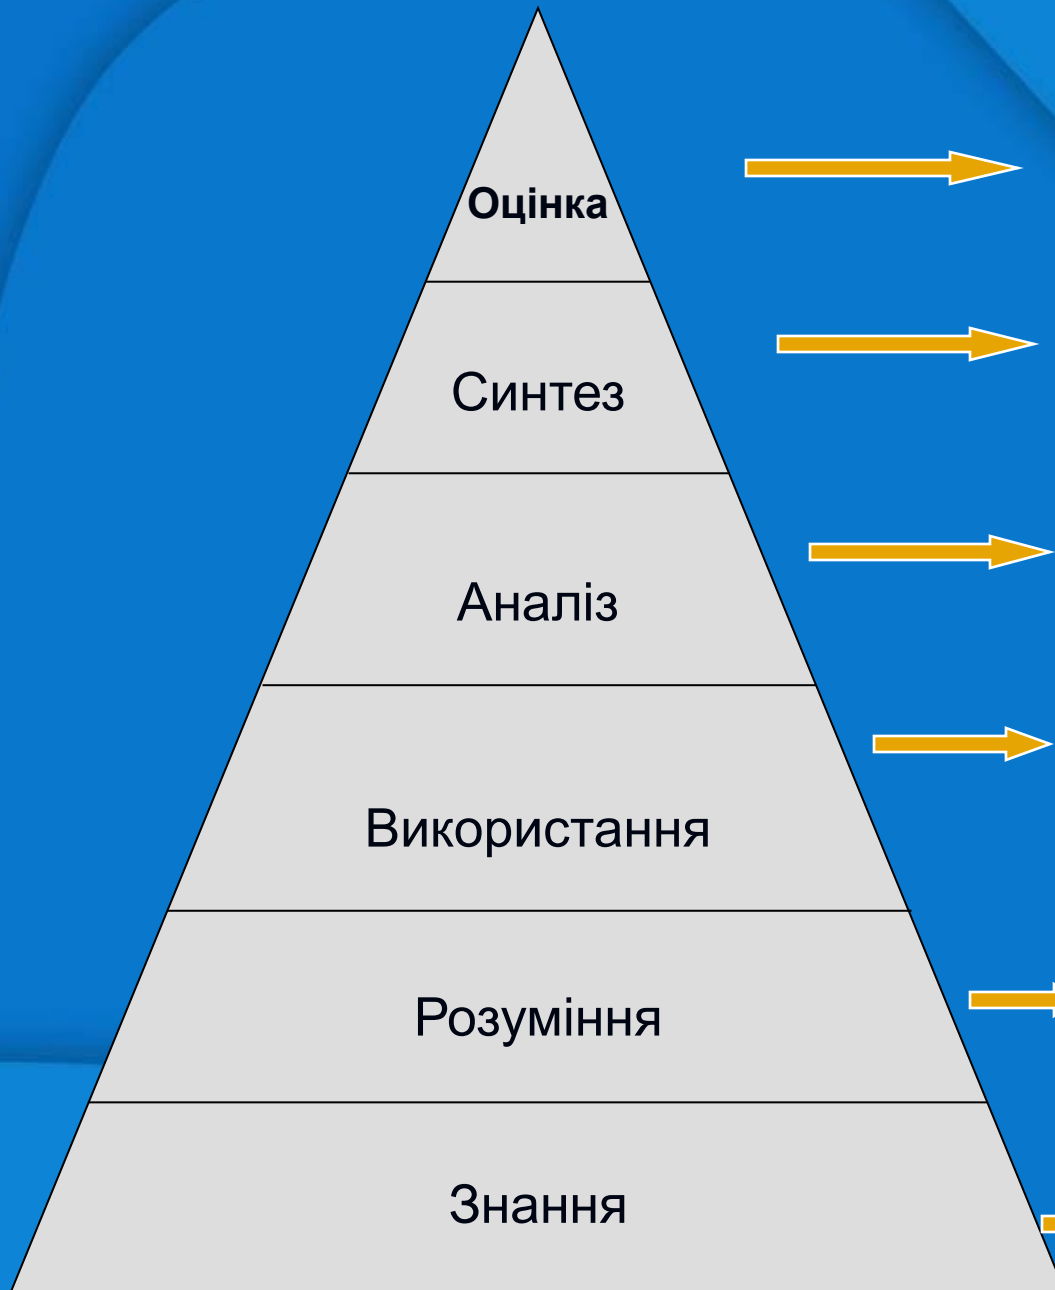 Оцінка
Синтез
Аналіз
Використання
Розуміння
Знання